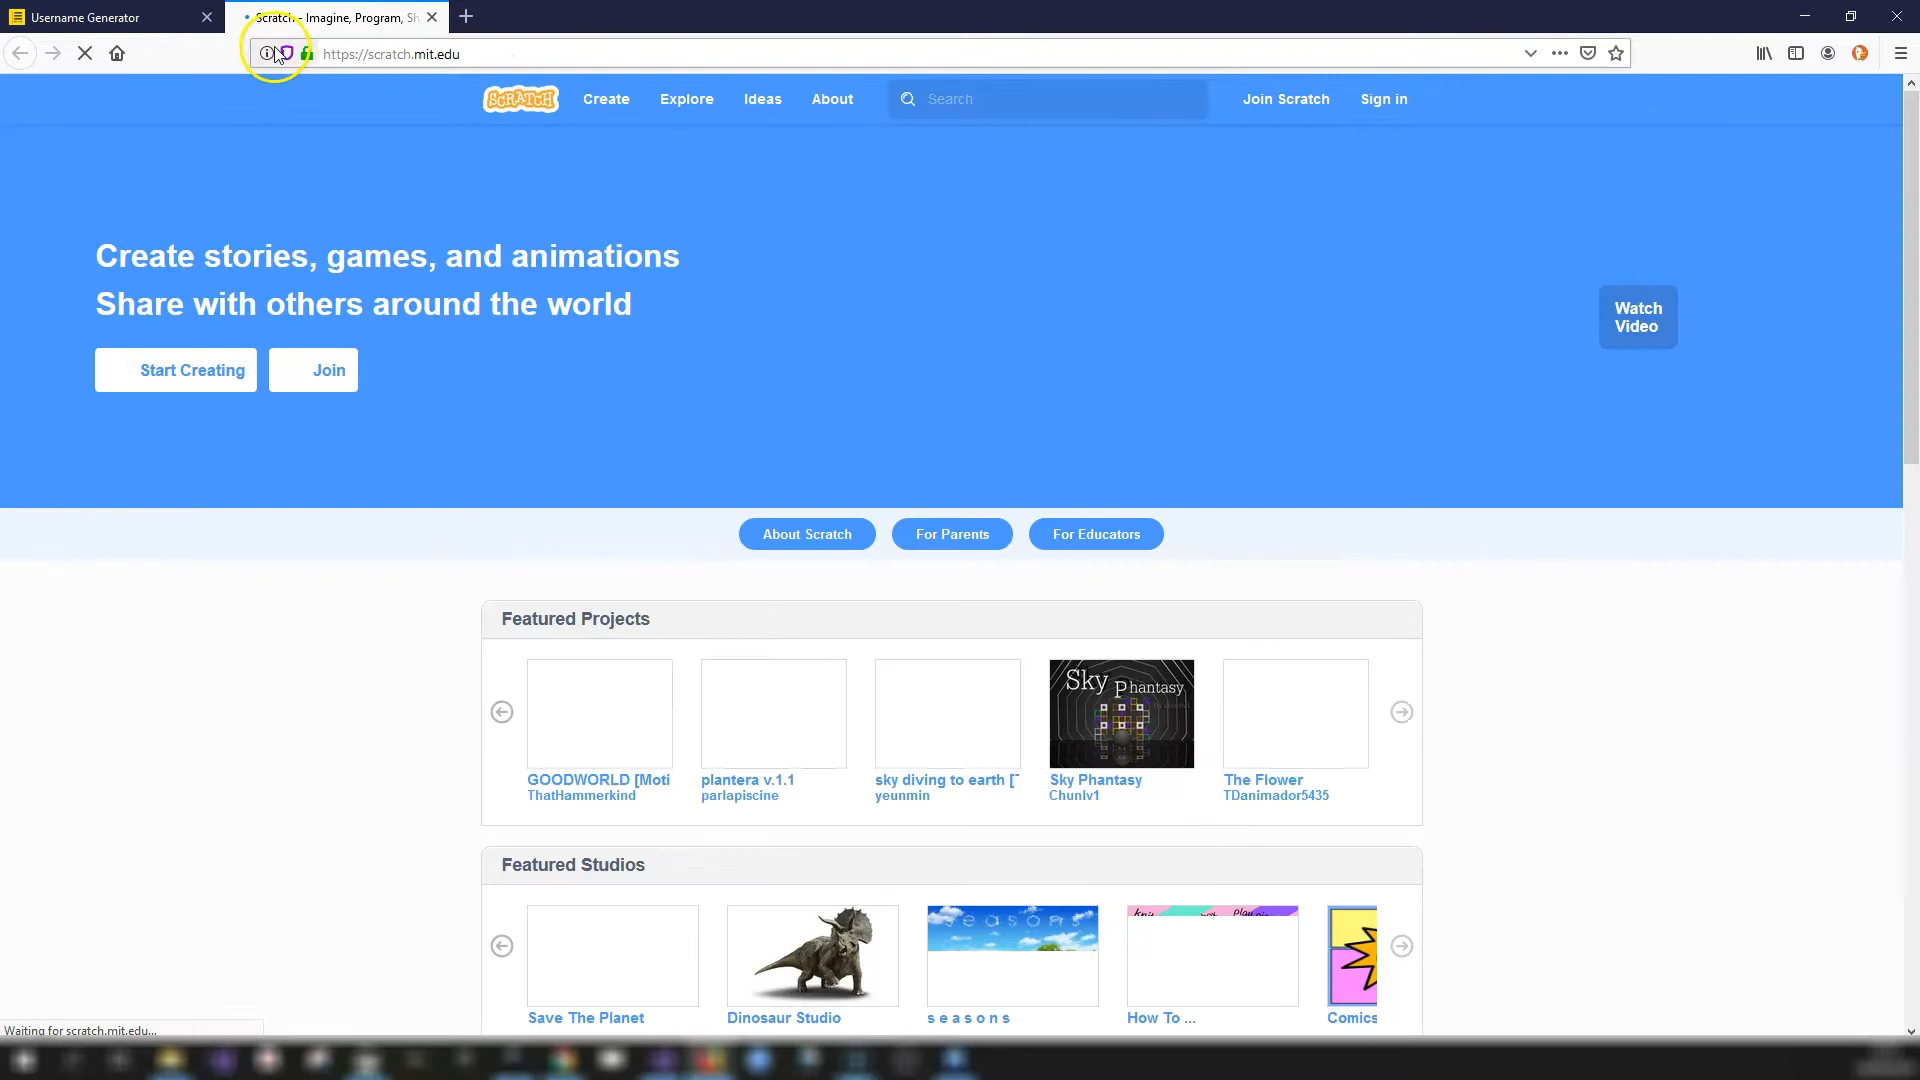 Username Generator
Scratch - Imagine, Program, Sh
https://scratch.mit.edu
SCRATCH
Create
Explore
Ideas
About
Search
Join Scratch
Sign in
Create stories, games, and animations
Share with others around the world
Watch
Video
Start Creating
Join
About Scratch
For Parents
For Educators
Featured Projects
Sky Phantasy
GOODWORLD [Moti
plantera v.1.1
sky diving to earth [
Sky Phantasy
The Flower
ThatHammerkind
parlapiscine
yeunmin
Chunlv1
TDanimador5435
Featured Studios
seasons
Save The Planet
Dinosaur Studio
s e a s o n s
How To ...
Comics
Waiting for scratch.mit.edu...